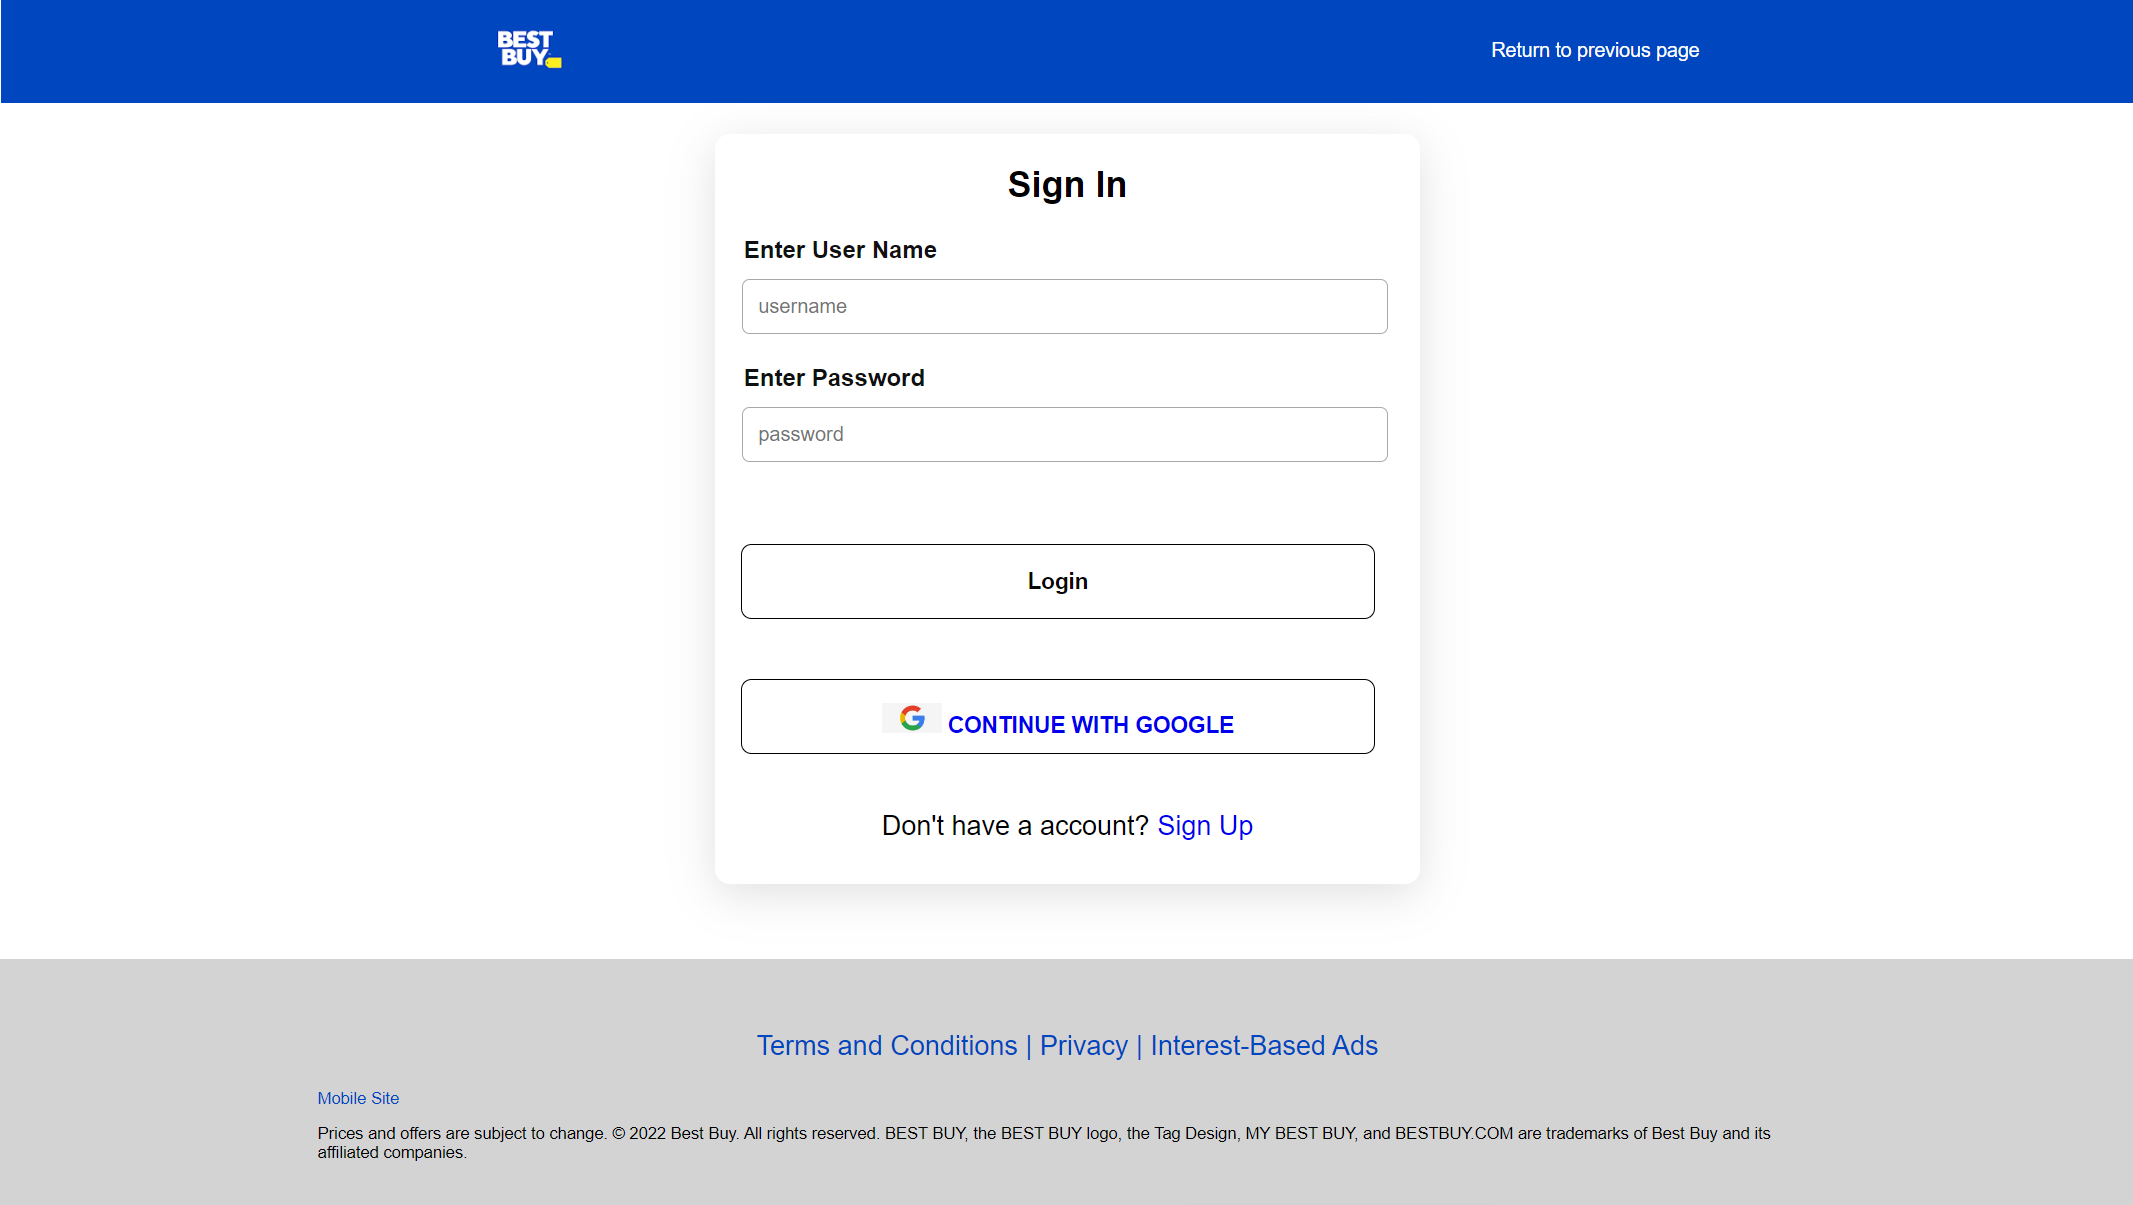 BEST
BUY
Return to previous page
Sign In
Enter User Name
username
Enter Password
password
Login
CONTINUE WITH GOOGLE
Don't have a account? Sign Up
Terms and Conditions | Privacy | Interest-Based Ads
Mobile Site
Prices and offers are subject to change. © 2022 Best Buy. All rights reserved. BEST BUY, the BEST BUY logo, the Tag Design, MY BEST BUY, and BESTBUY.COM are trademarks of Best Buy and its
affiliated companies.